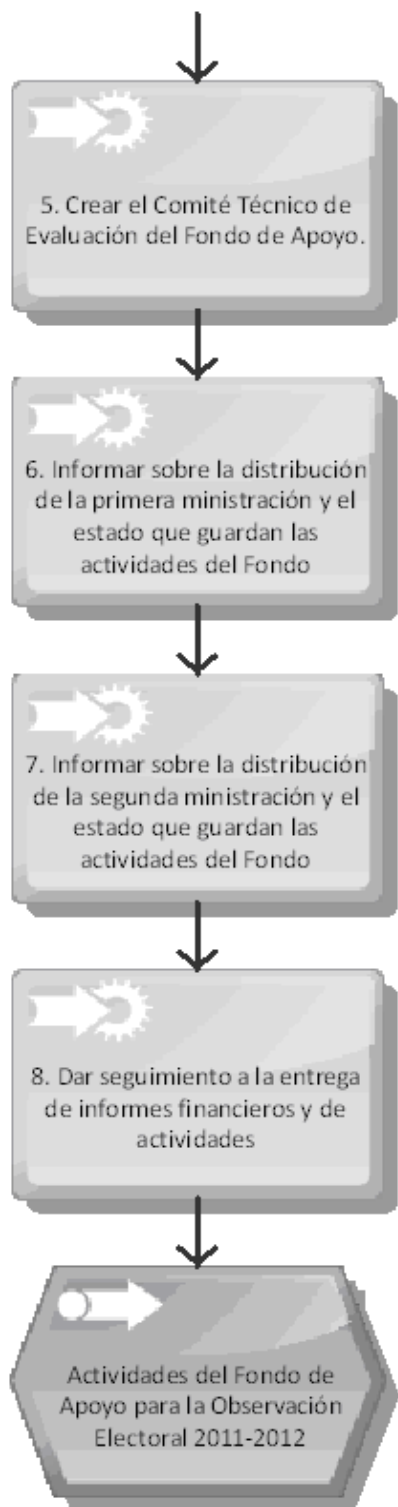 5. Crear el Comité Técnico de
Evaluación del Fondo de Apoyo.
6. Informar sobre la distribución
de la primera ministración y el
estado que guardan las
actividades del Fondo
7. Informar sobre la distribución
de la segunda ministración y el
estado que guardan las
actividades del Fondo
8. Dar seguimiento a la entrega
de informes financieros y de
actividades
Actividades del Fondo de
Apoyo para la Observación
Electoral 2011-2012